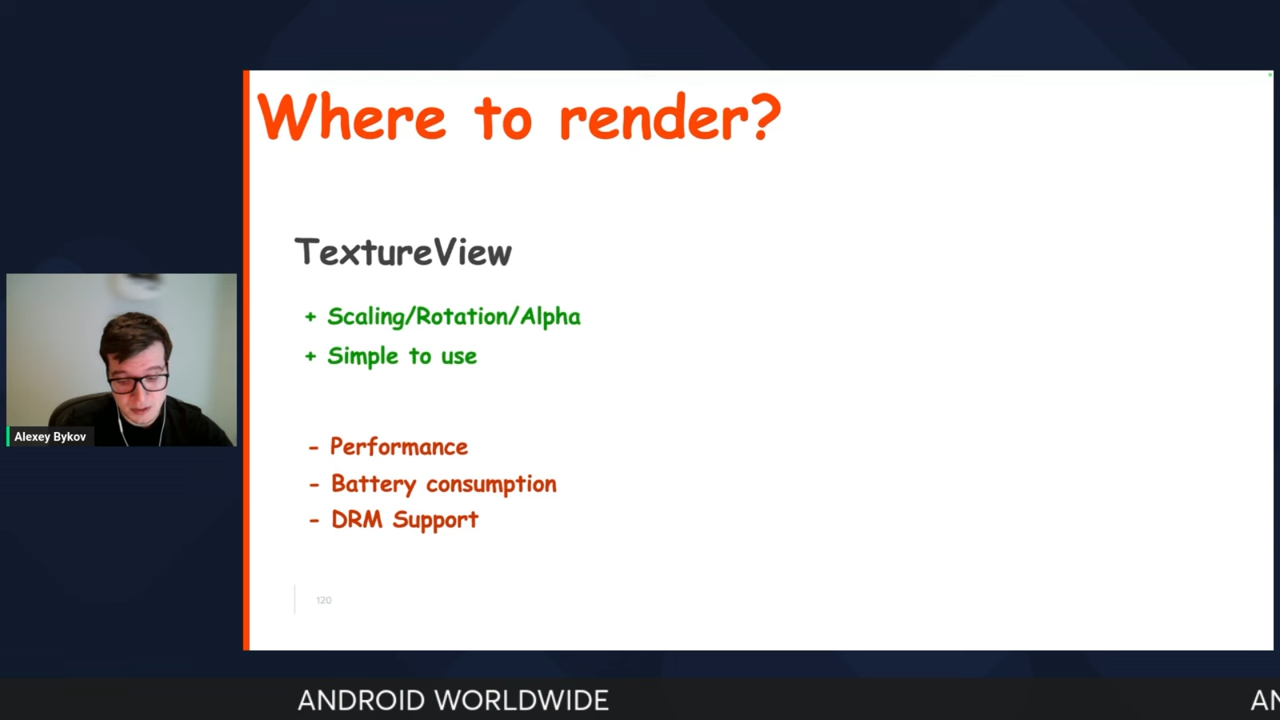 Where to render?
TextureView
+ Scaling/Rotation/Alpha
+ Simple to use
- Performance
- Battery consumption
- DRM Support
120
Alexey Bykov
ANDROID WORLDWIDE
AN